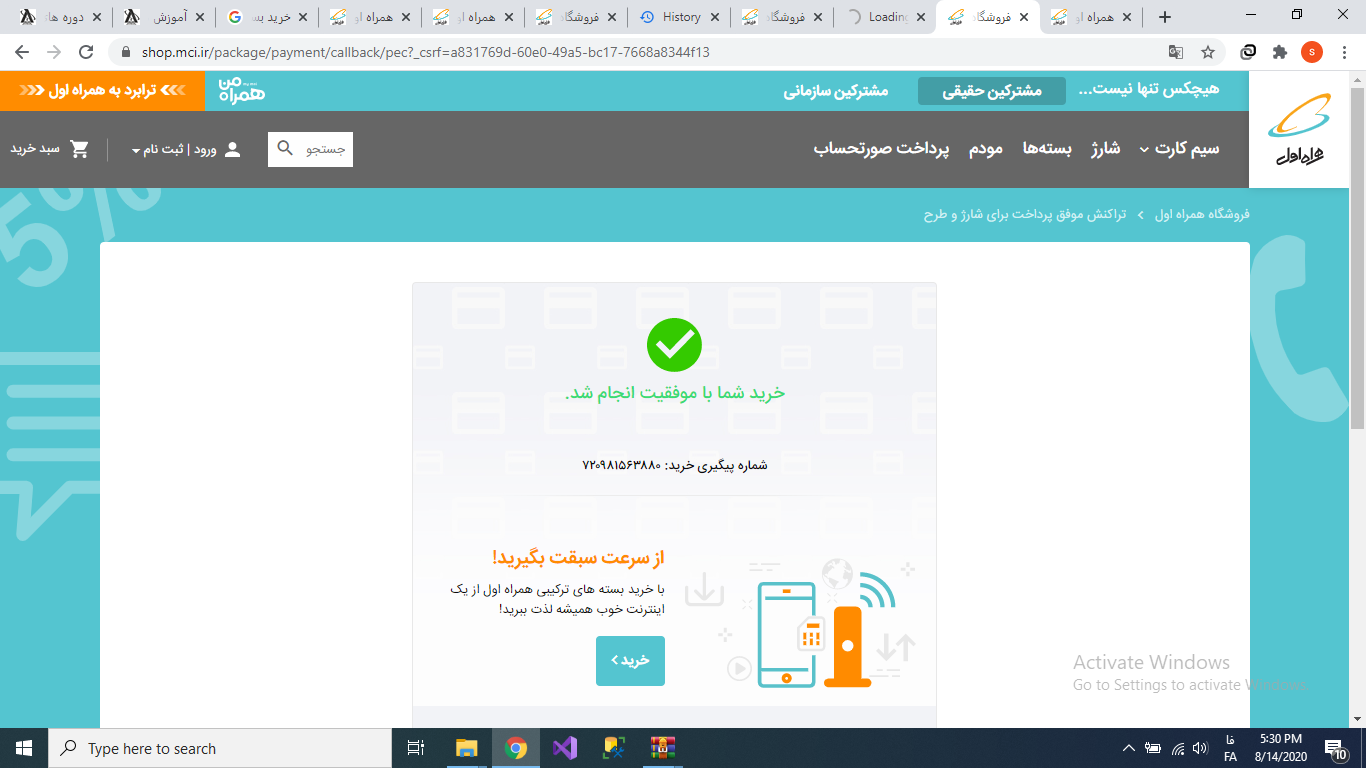 دوره های
آموزش
خرید بس
همراه او
همراه او
فروشگاه
History
فروشگاه
Loading
فروشگاه
همراه او
shop.mci.ir/package/payment/callback/pec?_csrf=a831769d-60e0-49a5-bc17-7668a8344f13
هیچکس تنها نیست...
مشترکین حقیقی
مشترکین سازمانی
همراه من
ترابرد به همراه اول
همراه اول
سیم کارت
شارژ
بسته‌ها
مودم
پرداخت صورتحساب
جستجو
ورود | ثبت نام
سبد خرید
5%
فروشگاه همراه اول
تراکنش موفق پرداخت برای شارژ و طرح
خرید شما با موفقیت انجام شد.
شماره پیگیری خرید: ۷۲۰۹۸۱۵۶۳۸۸۰
از سرعت سبقت بگیرید!
با خرید بسته های ترکیبی همراه اول از یک
اینترنت خوب همیشه لذت ببرید!
خرید
Activate Windows
Go to Settings to activate Windows.
Type here to search
فا
FA
5:30 PM
8/14/2020
10